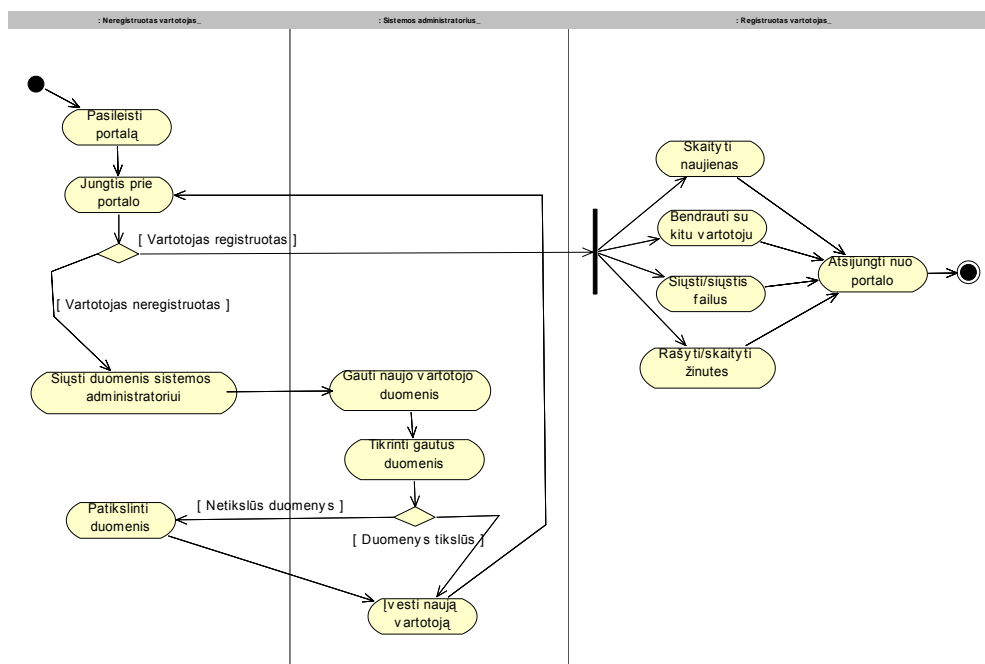 : Neregistruotas vartotojas_
: Sistemos administratorius_
: Registruotas vartotojas_
Pasileisti
portalą
Jungtis prie
portalo
[ Vartotojas registruotas ]
[ Vartotojas neregistruotas ]
Siųsti duomenis sistemos
administratoriui
Gauti naujo vartotojo
duomenis
Tikrinti gautus
duomenis
[ Netikslūs duomenys ]
Patikslinti
duomenis
[ Duomenys tikslūs ]
Įvesti naują
vartotoją
Skaityti
naujienas
Bendrauti su
kitu vartotoju
Siųsti/siųstis
failus
Rašyti/skaityti
žinutes
Atsijungti nuo
portalo